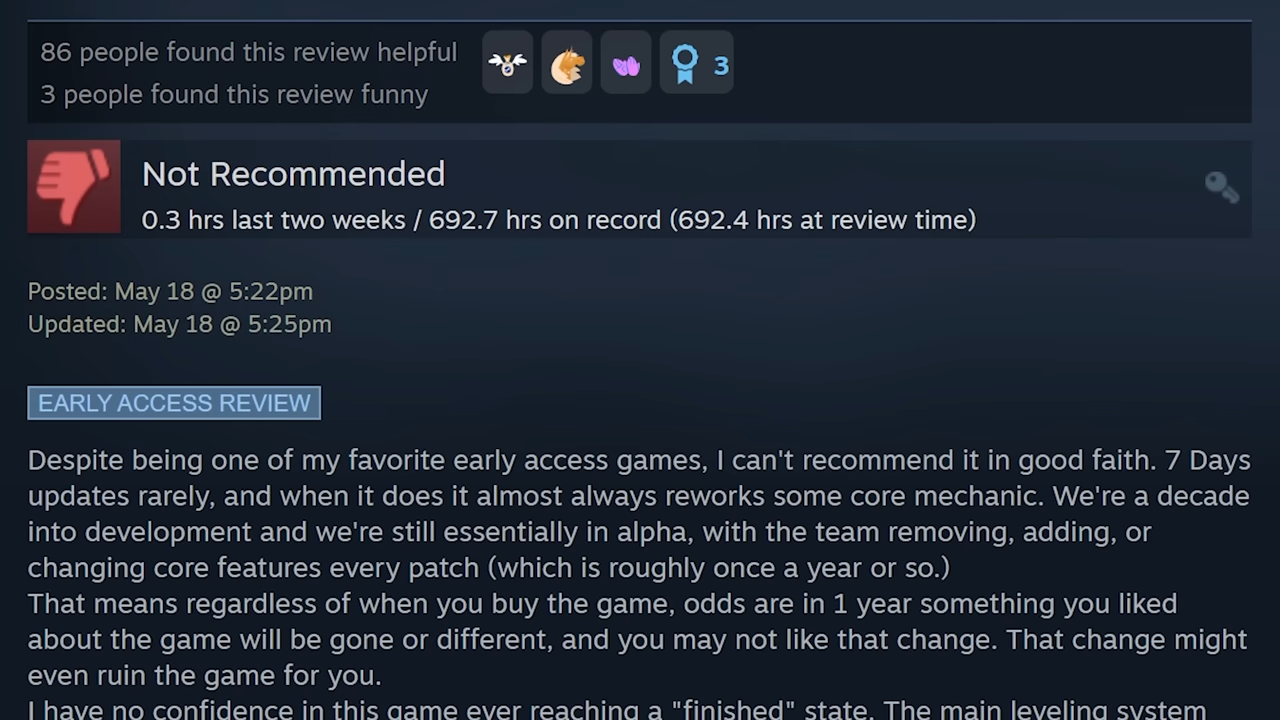 86 people found this review helpful
3 people found this review funny
3
Not Recommended
0.3 hrs last two weeks / 692.7 hrs on record (692.4 hrs at review time)
Posted: May 18 @ 5:22pm
Updated: May 18 @ 5:25pm
EARLY ACCESS REVIEW
Despite being one of my favorite early access games, I can't recommend it in good faith. 7 Days
updates rarely, and when it does it almost always reworks some core mechanic. We're a decade
into development and we're still essentially in alpha, with the team removing, adding, or
changing core features every patch (which is roughly once a year or so.)
That means regardless of when you buy the game, odds are in 1 year something you liked
about the game will be gone or different, and you may not like that change. That change might
even ruin the game for you.
I have no confidence in this game ever reaching a "finished" state. The main leveling system